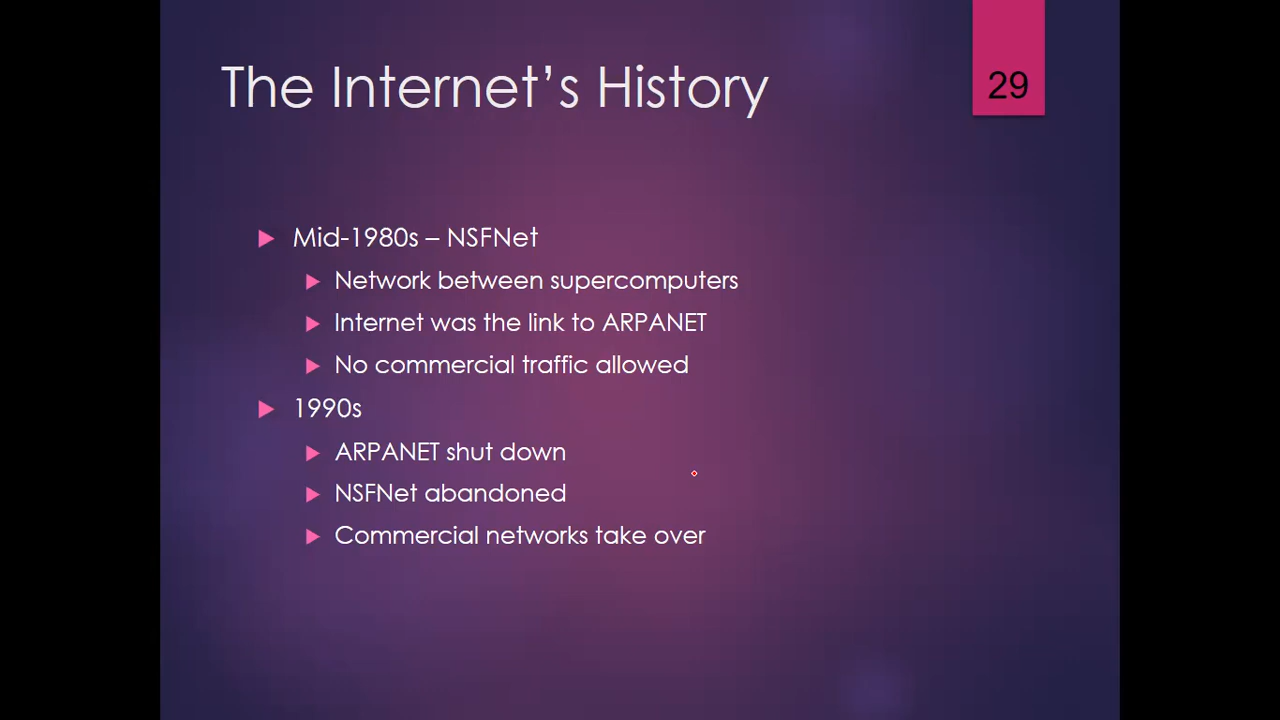 The Internet’s History
29
Mid-1980s – NSFNet
Network between supercomputers
Internet was the link to ARPANET
No commercial traffic allowed
1990s
ARPANET shut down
NSFNet abandoned
Commercial networks take over